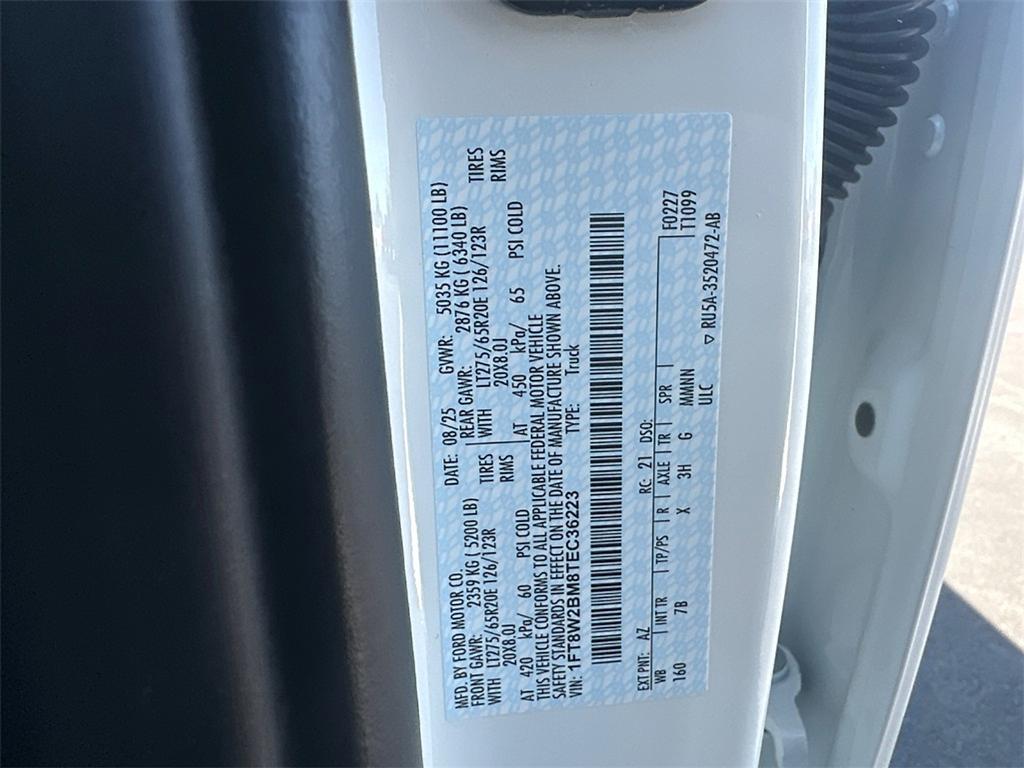 MFD. BY FORD MOTOR CO. DATE: 08/25 GVWR: 5035 KG (11100 LB)
FRONT GAWR: 2359 KG ( 5200 LB) REAR GAWR: 2876 KG ( 6340 LB)
WITH LT275/65R20E 126/123R TIRES WITH LT275/65R20E 126/123R TIRES
20X8.0J RIMS 20X8.0J RIMS
AT 420 kPa/ 60 PSI COLD AT 450 kPa/ 65 PSI COLD
THIS VEHICLE CONFORMS TO ALL APPLICABLE FEDERAL MOTOR VEHICLE
SAFETY STANDARDS IN EFFECT ON THE DATE OF MANUFACTURE SHOWN ABOVE.
VIN: 1FT8W2BM8TEC36223 TYPE: Truck
EXT PNT: AZ RC: 21 DSO: F0227
WB INT TR TP/PS R AXLE TR SPR TT1099
160 7B X 3H G MMNNN
ULC ▽ RU5A-3520472-AB